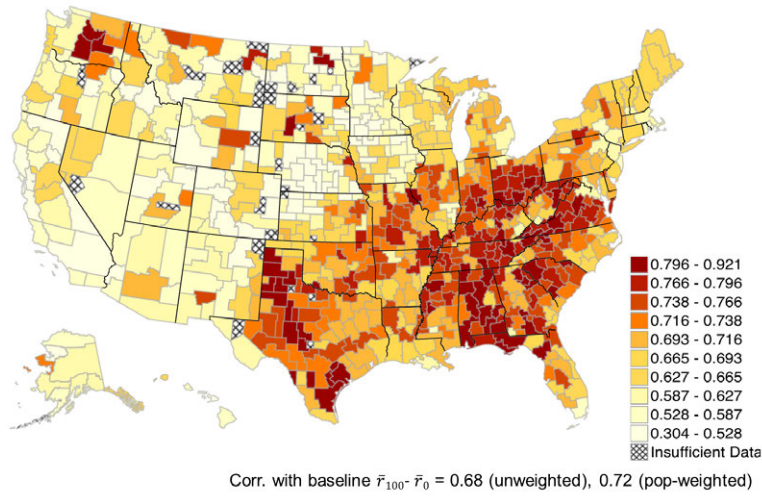 0.796 - 0.921
0.766 - 0.796
0.738 - 0.766
0.716 - 0.738
0.693 - 0.716
0.665 - 0.693
0.627 - 0.665
0.587 - 0.627
0.528 - 0.587
0.304 - 0.528
Insufficient Data
Corr. with baseline r̄₁₀₀- r̄₀ = 0.68 (unweighted), 0.72 (pop-weighted)